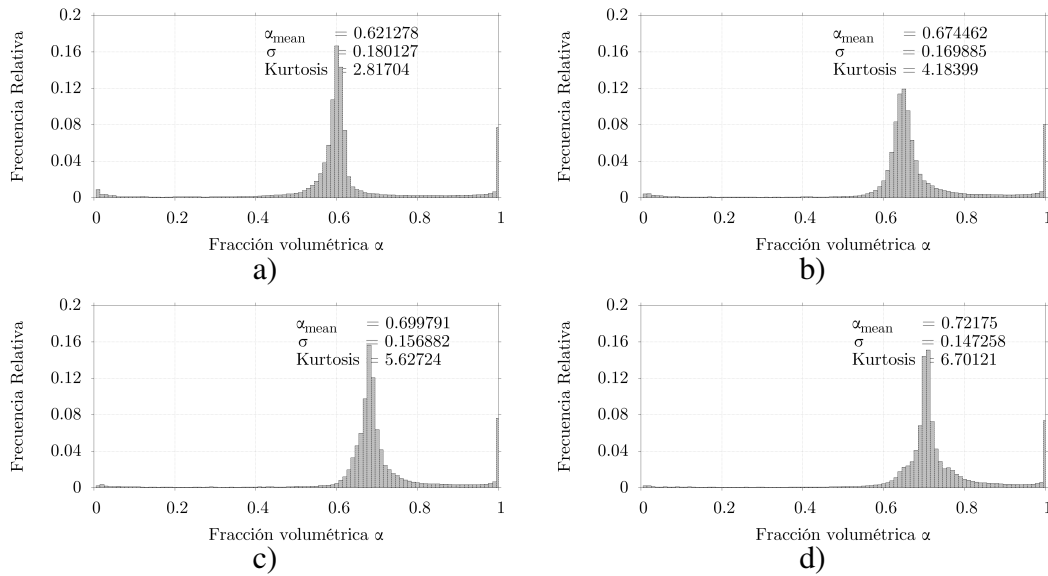 0.2
0.16
0.12
0.08
0.04
0
Frecuencia Relativa
α_mean = 0.621278
σ = 0.180127
Kurtosis = 2.81704
0 0.2 0.4 0.6 0.8 1
Fracción volumétrica α
a)
0.2
0.16
0.12
0.08
0.04
0
Frecuencia Relativa
α_mean = 0.674462
σ = 0.169885
Kurtosis = 4.18399
0 0.2 0.4 0.6 0.8 1
Fracción volumétrica α
b)
0.2
0.16
0.12
0.08
0.04
0
Frecuencia Relativa
α_mean = 0.699791
σ = 0.156882
Kurtosis = 5.62724
0 0.2 0.4 0.6 0.8 1
Fracción volumétrica α
c)
0.2
0.16
0.12
0.08
0.04
0
Frecuencia Relativa
α_mean = 0.72175
σ = 0.147258
Kurtosis = 6.70121
0 0.2 0.4 0.6 0.8 1
Fracción volumétrica α
d)